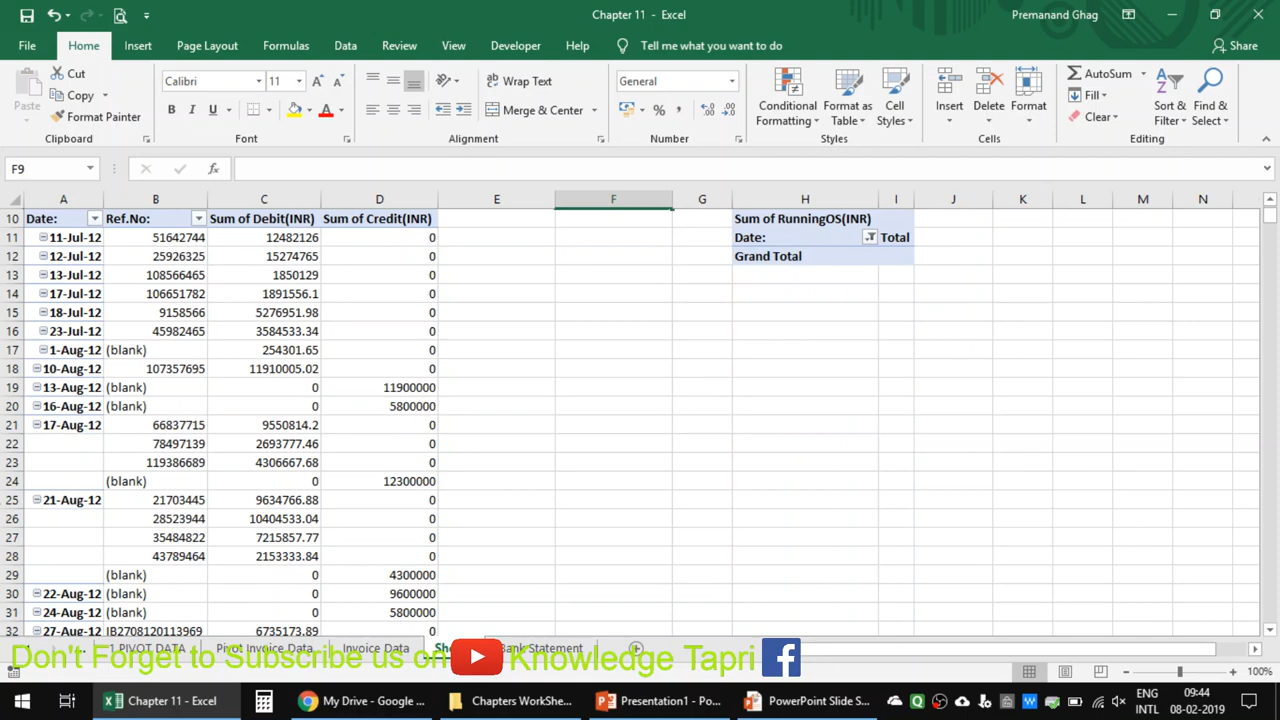 Chapter 11 - Excel
Premanand Ghag
File Home Insert Page Layout Formulas Data Review View Developer Help Tell me what you want to do Share
Paste Cut Copy Format Painter Clipboard
Calibri 11 B I U A Font
Wrap Text Merge & Center Alignment
General % Number
Conditional Formatting Format as Table Cell Styles Styles
Insert Delete Format Cells
AutoSum Fill Clear Sort & Filter Find & Select Editing
F9 fx
A B C D E F G H I J K L M N
10 Date: Ref.No: Sum of Debit(INR) Sum of Credit(INR) Sum of RunningOS(INR)
11 11-Jul-12 51642744 12482126 0 Date: Total
12 12-Jul-12 25926325 15274765 0 Grand Total
13 13-Jul-12 108566465 1850129 0
14 17-Jul-12 106651782 1891556.1 0
15 18-Jul-12 9158566 5276951.98 0
16 23-Jul-12 45982465 3584533.34 0
17 1-Aug-12 (blank) 254301.65 0
18 10-Aug-12 107357695 11910005.02 0
19 13-Aug-12 (blank) 0 11900000
20 16-Aug-12 (blank) 0 5800000
21 17-Aug-12 66837715 9550814.2 0
22 78497139 2693777.46 0
23 119386689 4306667.68 0
24 (blank) 0 12300000
25 21-Aug-12 21703445 9634766.88 0
26 28523944 10404533.04 0
27 35484822 7215857.77 0
28 43789464 2153333.84 0
29 (blank) 0 4300000
30 22-Aug-12 (blank) 0 9600000
31 24-Aug-12 (blank) 0 5800000
32 27-Aug-12 IB2708120113969 6735173.89 0
1 PIVOT DATA Pivot Invoice Data Invoice Data Bank Statement
Don't Forget to Subscribe us on Knowledge Tapri f
100%
Chapter 11 - Excel My Drive - Google ... Chapters WorkShe... Presentation1 - Po... PowerPoint Slide S...
ENG INTL 09:44 08-02-2019